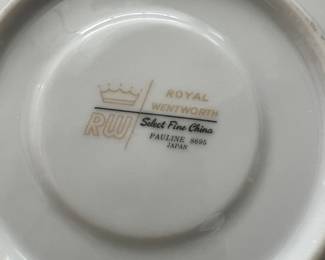 ROYAL
WENTWORTH
RW
Select Fine China
PAULINE 8695
JAPAN